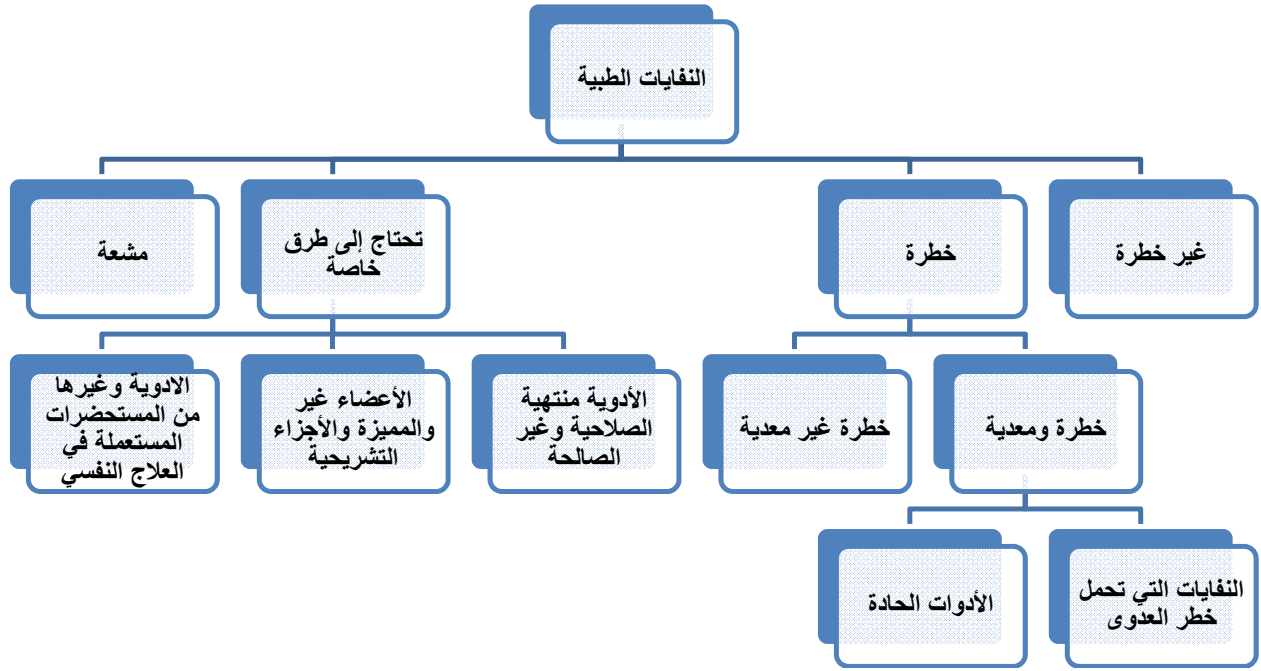 النفايات الطبية
غير خطرة
خطرة
تحتاج إلى طرق
خاصة
مشعة
خطرة ومعدية
خطرة غير معدية
الأدوية منتهية
الصلاحية وغير
الصالحة
الأعضاء غير
والمميزة والأجزاء
التشريحية
الادوية وغيرها
من المستحضرات
المستعملة في
العلاج النفسي
النفايات التي تحمل
خطر العدوى
الأدوات الحادة